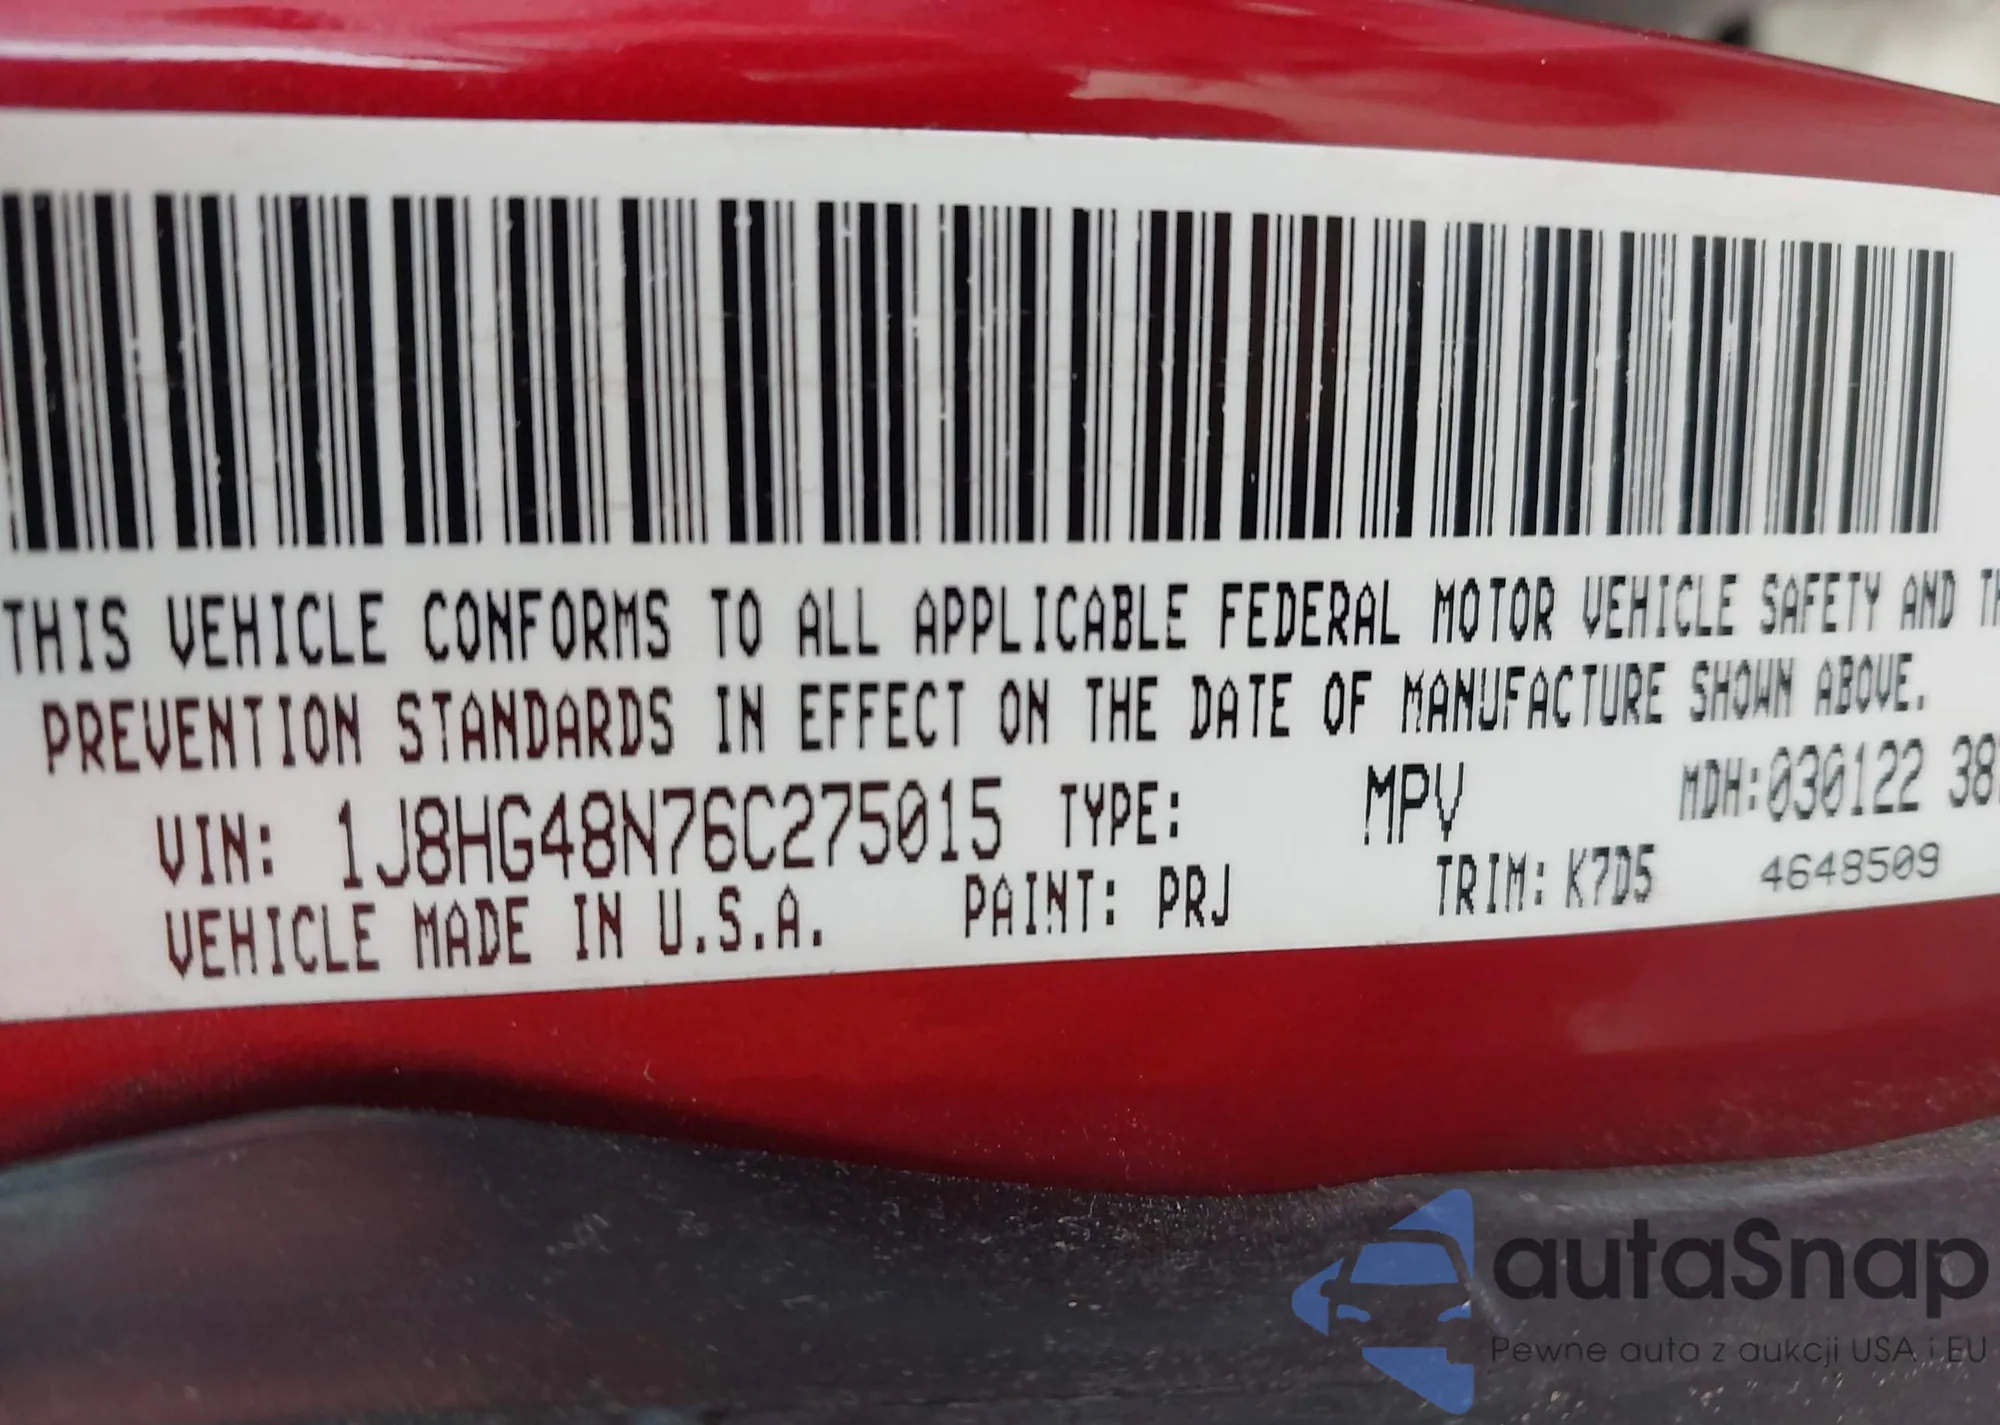 THIS VEHICLE CONFORMS TO ALL APPLICABLE FEDERAL MOTOR VEHICLE SAFETY AND
PREVENTION STANDARDS IN EFFECT ON THE DATE OF MANUFACTURE SHOWN ABOVE.
VIN: 1J8HG48N76C275015 TYPE: MPV MDH:030122 38
VEHICLE MADE IN U.S.A. PAINT: PRJ TRIM: K7D5 4648509
autaSnap
Pewne auta z aukcji USA i EU